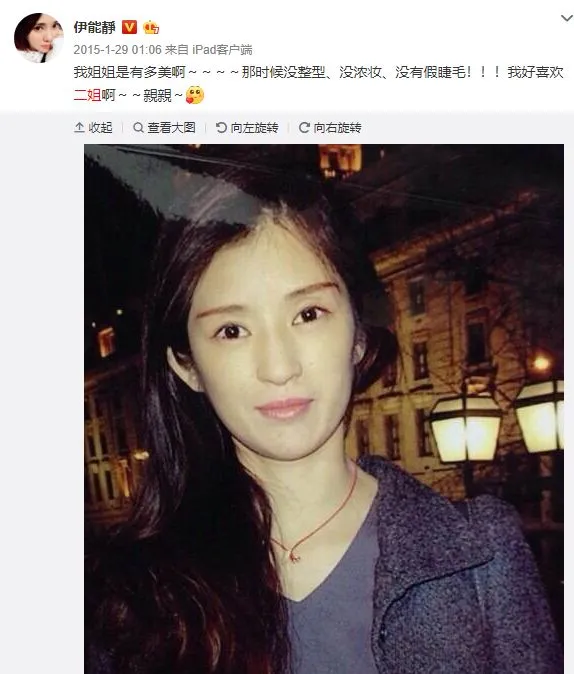 伊能靜
2015-1-29 01:06 来自 iPad客户端
我姐姐是有多美啊～～～～那时候没整型、没浓妆、没有假睫毛！！！我好喜欢
二姐啊～～親親～
收起 查看大图 向左旋转 向右旋转